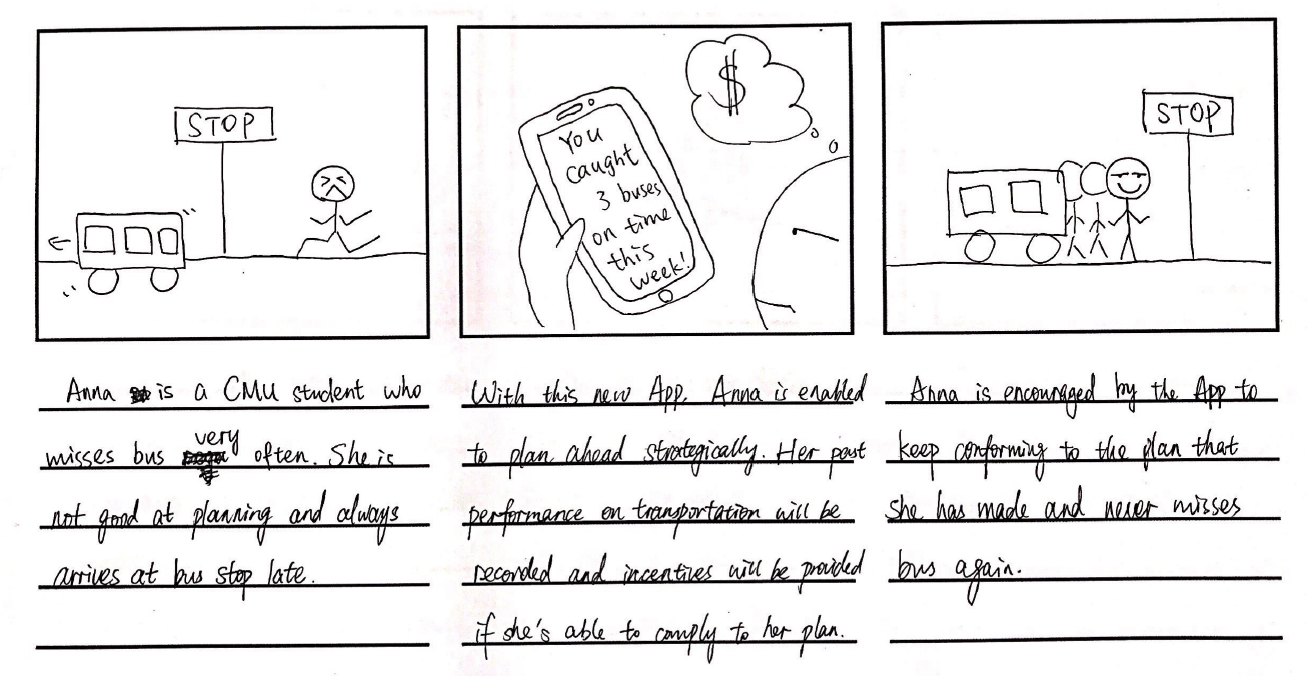 STOP
You
caught
3 buses
on time
this
week!
$
STOP
Anna is a CMU student who
misses bus very often. She is
not good at planning and always
arrives at bus stop late.
With this new App, Anna is enabled
to plan ahead strategically. Her past
performance on transportation will be
recorded and incentives will be provided
if she's able to comply to her plan.
Anna is encouraged by the App to
keep conforming to the plan that
she has made and never misses
bus again.